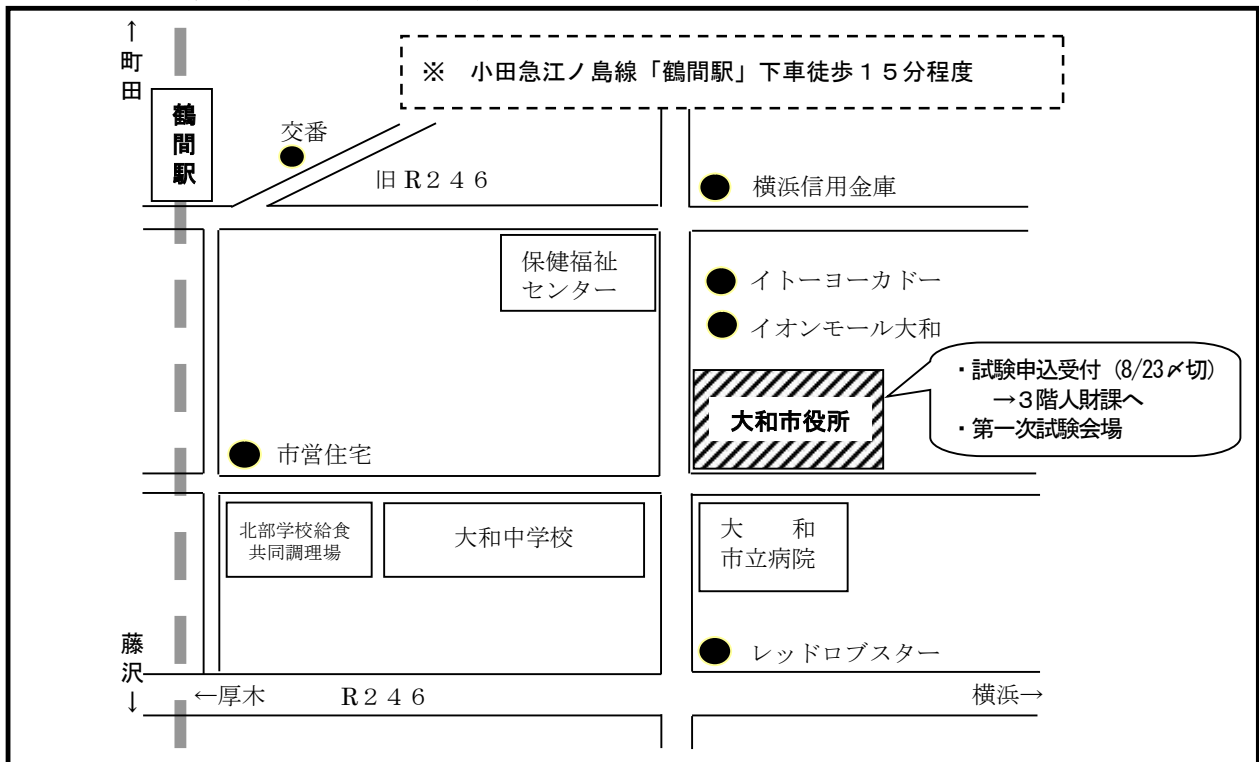 ↑町田
※　小田急江ノ島線「鶴間駅」下車徒歩１５分程度
鶴間駅
交番
旧Ｒ２４６
横浜信用金庫
保健福祉
センター
イトーヨーカドー
イオンモール大和
・試験申込受付（8/23〆切）
→３階人財課へ
・第一次試験会場
大和市役所
市営住宅
北部学校給食
共同調理場
大和中学校
大　和
市立病院
藤沢↓
レッドロブスター
←厚木　Ｒ２４６
横浜→